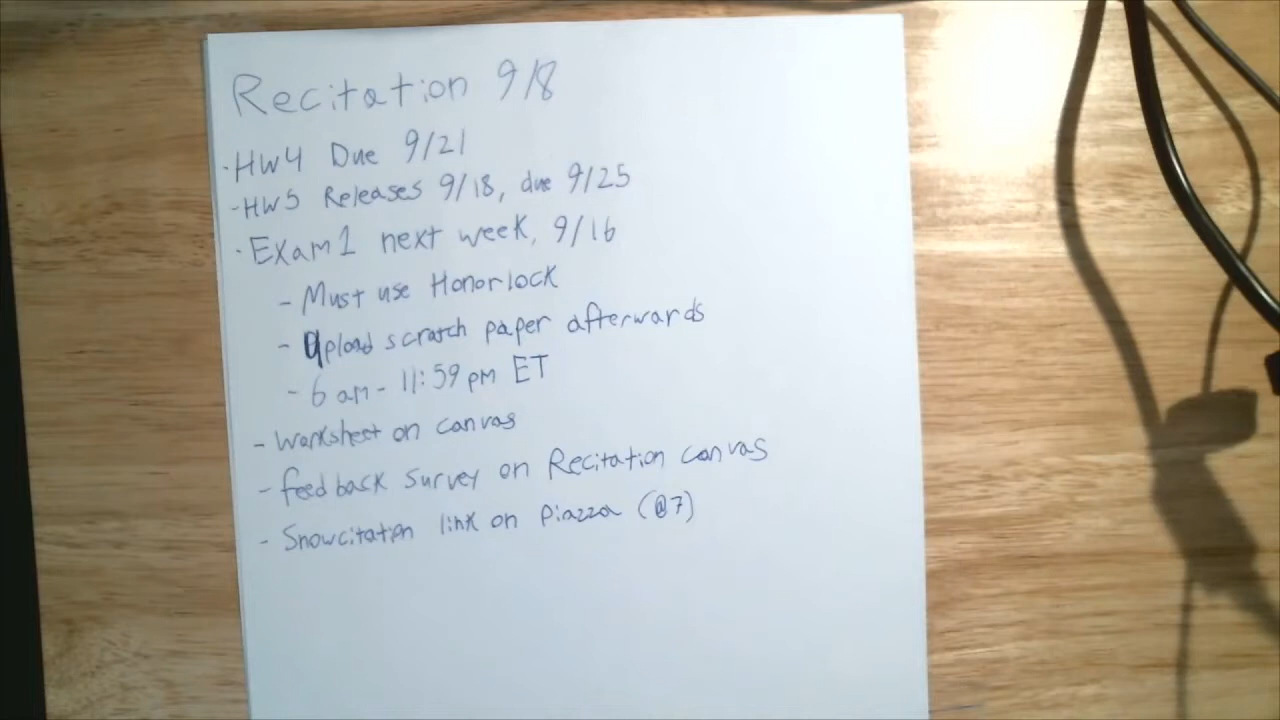 Recitation 9/8
· HW4 Due 9/21
- HW5 Releases 9/18, due 9/25
· Exam 1 next week, 9/16
- Must use Honorlock
- Upload scratch paper afterwards
- 6 am - 11:59 pm ET
- Worksheet on canvas
- feedback survey on Recitation canvas
- Snowcitation link on piazza (@7)